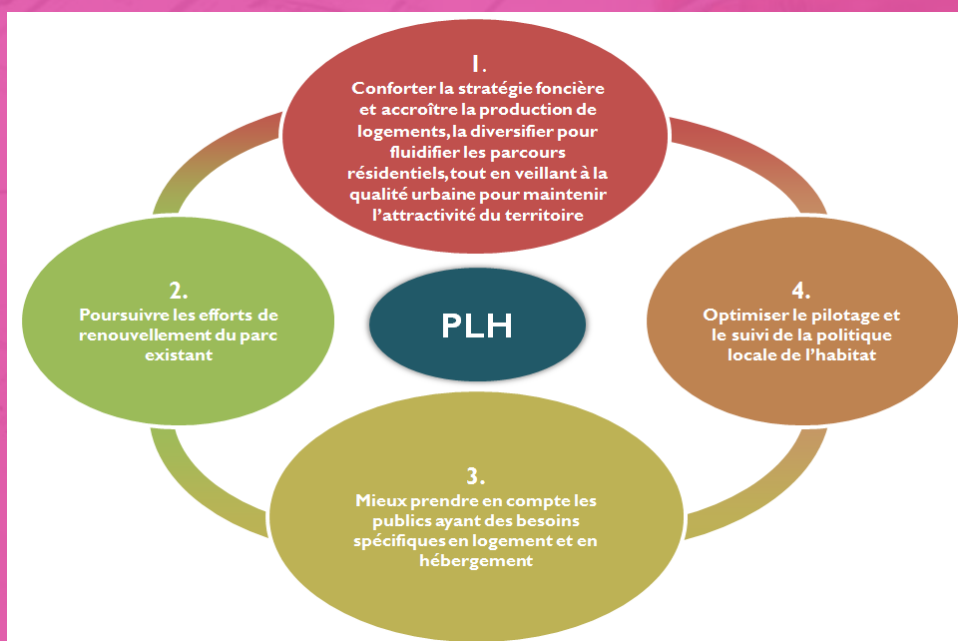 1.
Conforter la stratégie foncière
et accroître la production de
logements, la diversifier pour
fluidifier les parcours
résidentiels, tout en veillant à la
qualité urbaine pour maintenir
l'attractivité du territoire
2.
Poursuivre les efforts de
renouvellement du parc
existant
PLH
4.
Optimiser le pilotage et
le suivi de la politique
locale de l'habitat
3.
Mieux prendre en compte les
publics ayant des besoins
spécifiques en logement et en
hébergement